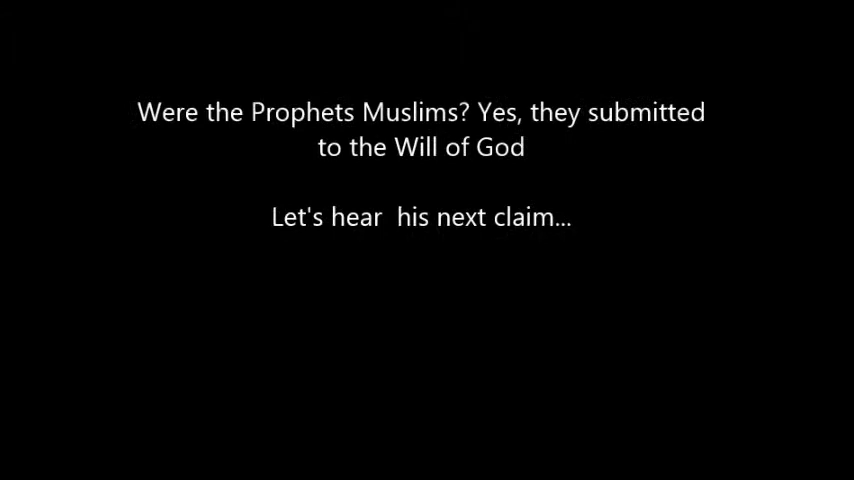 Were the Prophets Muslims? Yes, they submitted
to the Will of God
Let's hear  his next claim...